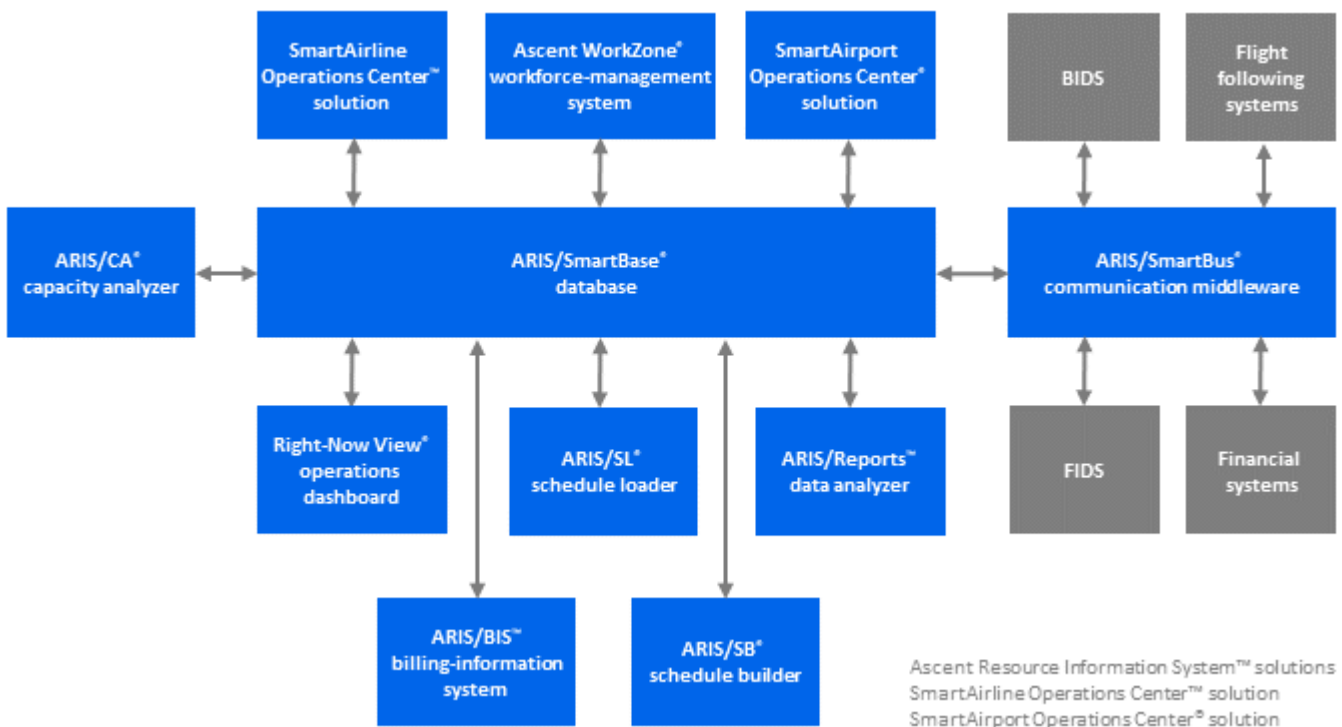 SmartAirline
Operations Center™
solution
Ascent WorkZone®
workforce-management
system
SmartAirport
Operations Center®
solution
BIDS
Flight
following
systems
ARIS/CA®
capacity analyzer
ARIS/SmartBase®
database
ARIS/SmartBus®
communication middleware
Right-Now View®
operations
dashboard
ARIS/SL®
schedule loader
ARIS/Reports™
data analyzer
FIDS
Financial
systems
ARIS/BIS™
billing-information
system
ARIS/SB®
schedule builder
Ascent Resource Information System™ solutions
SmartAirline Operations Center™ solution
SmartAirport Operations Center® solution